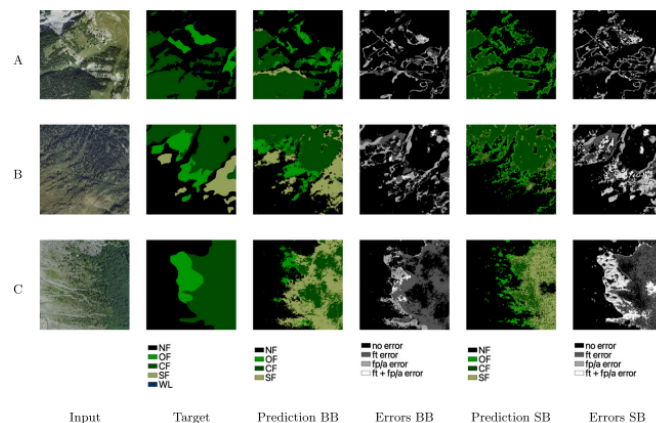 A
B
C
NF
OF
CF
SF
WL
NF
OF
CF
SF
no error
ft error
fp/a error
ft + fp/a error
NF
OF
CF
SF
no error
ft error
fp/a error
ft + fp/a error
Input Target Prediction BB Errors BB Prediction SB Errors SB